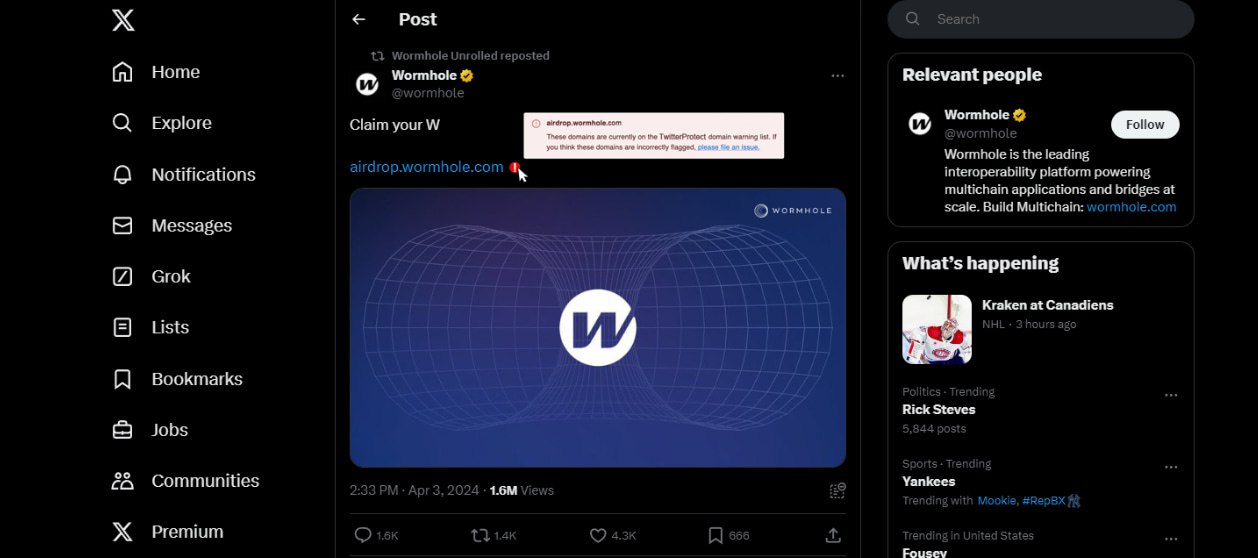 Home
Explore
Notifications
Messages
Grok
Lists
Bookmarks
Jobs
Communities
Premium
Post
Wormhole Unrolled reposted
Wormhole
@wormhole
Claim your W
airdrop.wormhole.com
These domains are currently on the TwitterProtect domain warning list. If
you think these domains are incorrectly flagged, please file an issue.
airdrop.wormhole.com
WORMHOLE
W
2:33 PM · Apr 3, 2024 · 1.6M Views
1.6K
1.4K
4.3K
666
Search
Relevant people
Wormhole
@wormhole
Follow
Wormhole is the leading
interoperability platform powering
multichain applications and bridges at
scale. Build Multichain: wormhole.com
What's happening
Kraken at Canadiens
NHL · 3 hours ago
Politics · Trending
Rick Steves
5,844 posts
Sports · Trending
Yankees
Trending with Mookie, #RepBX
Trending in United States
Fousey